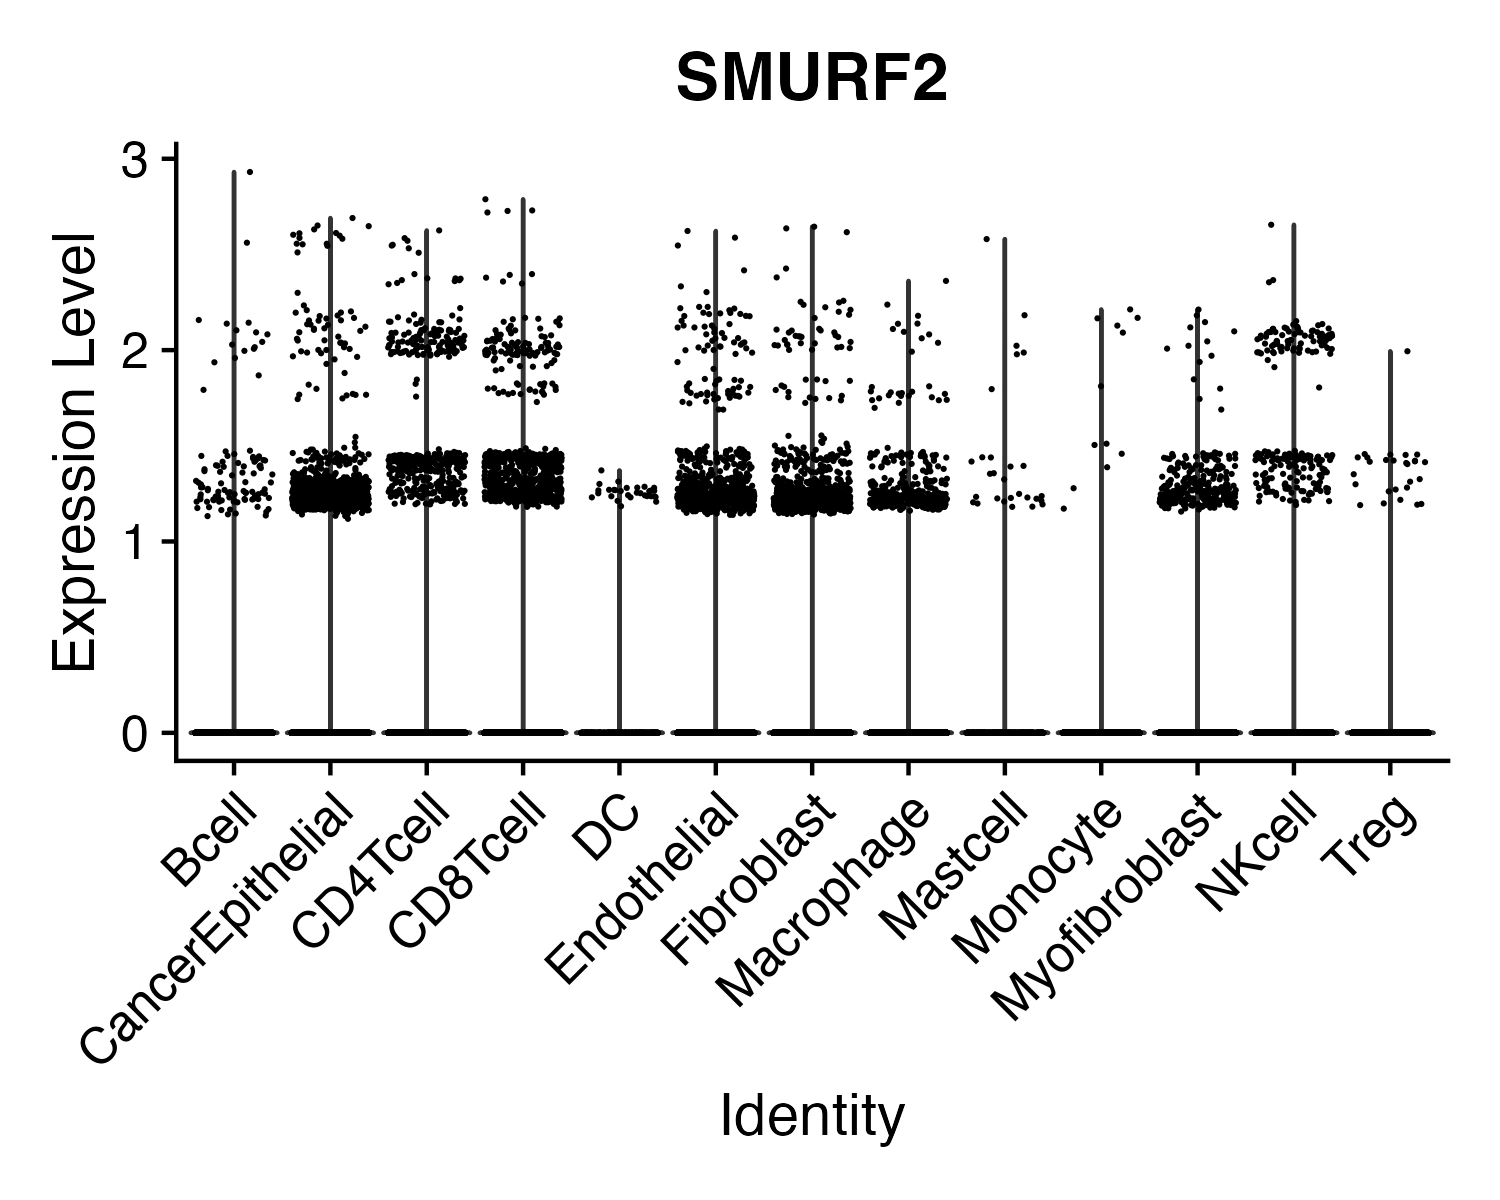 SMURF2
Expression Level
3
2
1
0
Bcell
CancerEpithelial
CD4Tcell
CD8Tcell
DC
Endothelial
Fibroblast
Macrophage
Mastcell
Monocyte
Myofibroblast
NKcell
Treg
Identity